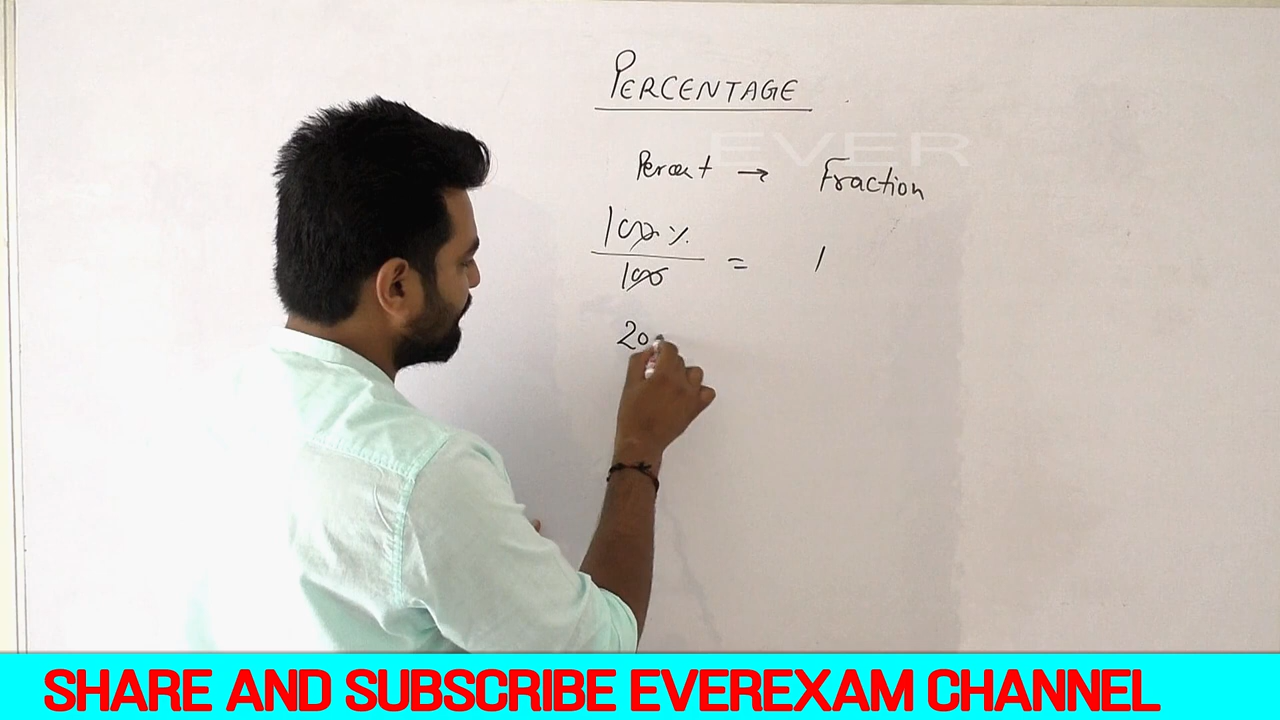 PERCENTAGE
EVER
Percent → Fraction
100%
100 = 1
20
SHARE AND SUBSCRIBE EVEREXAM CHANNEL